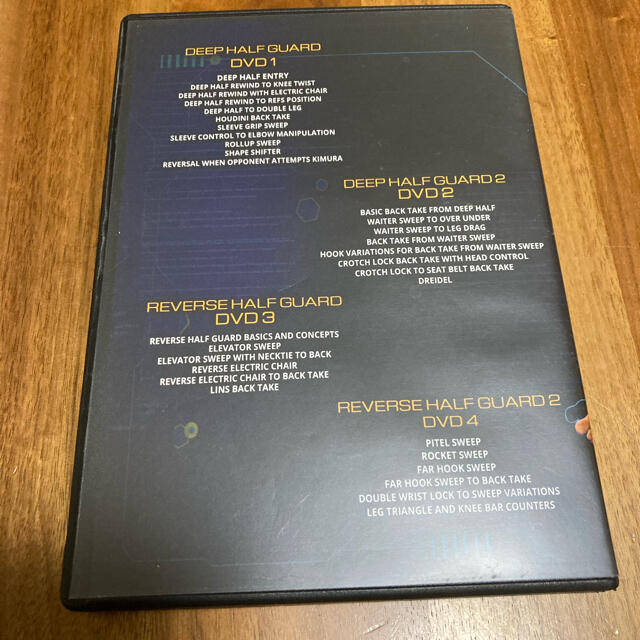 DEEP HALF GUARD
DVD 1
DEEP HALF ENTRY
DEEP HALF REWIND TO KNEE TWIST
DEEP HALF REWIND WITH ELECTRIC CHAIR
DEEP HALF REWIND TO REFS POSITION
DEEP HALF TO DOUBLE LEG
HOUDINI BACK TAKE
SLEEVE GRIP SWEEP
SLEEVE CONTROL TO ELBOW MANIPULATION
ROLLUP SWEEP
SHAPE SHIFTER
REVERSAL WHEN OPPONENT ATTEMPTS KIMURA
DEEP HALF GUARD 2
DVD 2
BASIC BACK TAKE FROM DEEP HALF
WAITER SWEEP TO OVER UNDER
WAITER SWEEP TO LEG DRAG
BACK TAKE FROM WAITER SWEEP
HOOK VARIATIONS FOR BACK TAKE FROM WAITER SWEEP
CROTCH LOCK BACK TAKE WITH HEAD CONTROL
CROTCH LOCK TO SEAT BELT BACK TAKE
DREIDEL
REVERSE HALF GUARD
DVD 3
REVERSE HALF GUARD BASICS AND CONCEPTS
ELEVATOR SWEEP
ELEVATOR SWEEP WITH NECKTIE TO BACK
REVERSE ELECTRIC CHAIR
REVERSE ELECTRIC CHAIR TO BACK TAKE
LINS BACK TAKE
REVERSE HALF GUARD 2
DVD 4
PITEL SWEEP
ROCKET SWEEP
FAR HOOK SWEEP
FAR HOOK SWEEP TO BACK TAKE
DOUBLE WRIST LOCK TO SWEEP VARIATIONS
LEG TRIANGLE AND KNEE BAR COUNTERS